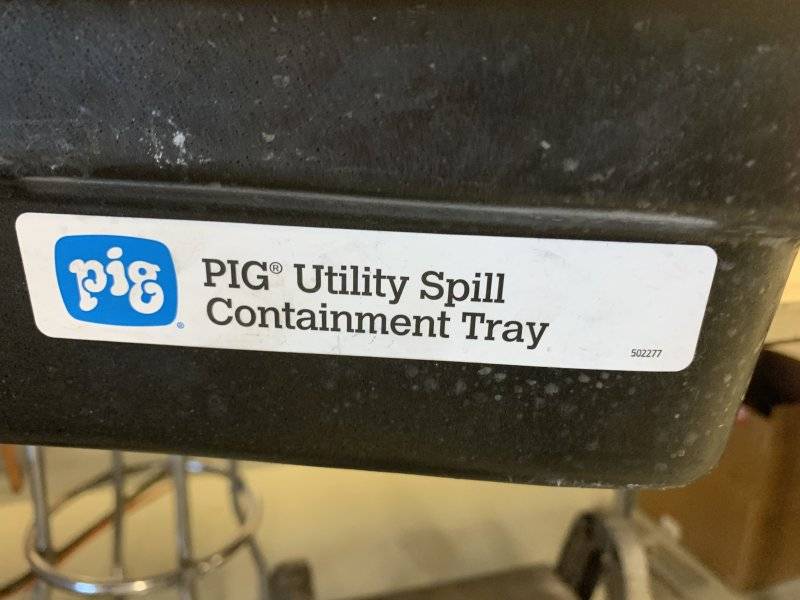 pig®
PIG® Utility Spill
Containment Tray
502277